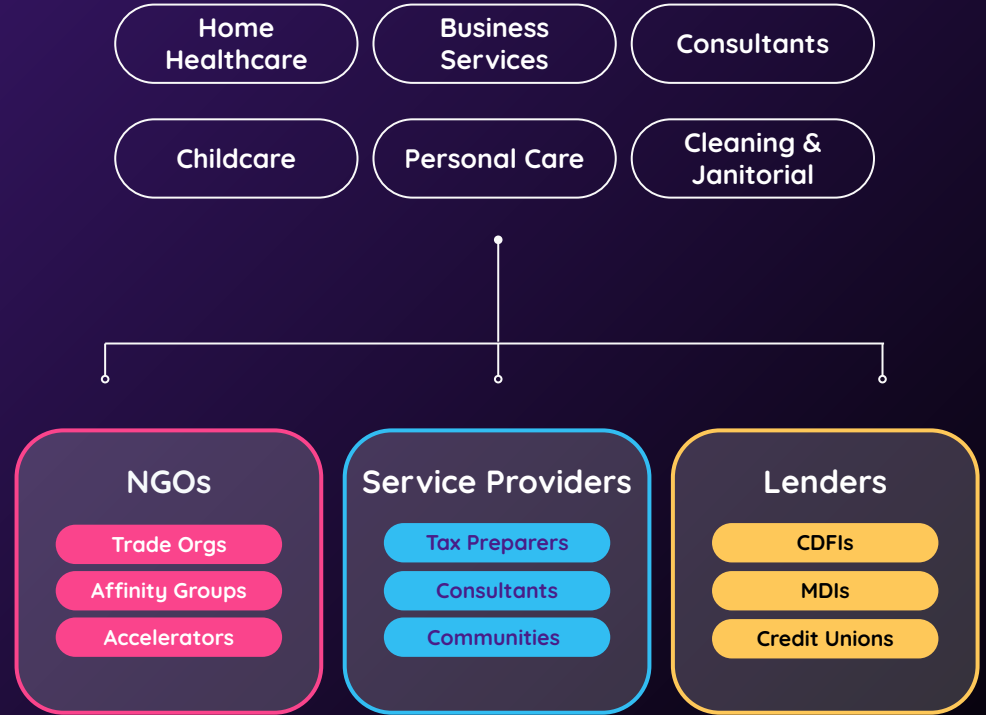 Home
Healthcare
Business
Services
Consultants
Childcare
Personal Care
Cleaning &
Janitorial
NGOs
Trade Orgs
Affinity Groups
Accelerators
Service Providers
Tax Preparers
Consultants
Communities
Lenders
CDFIs
MDIs
Credit Unions